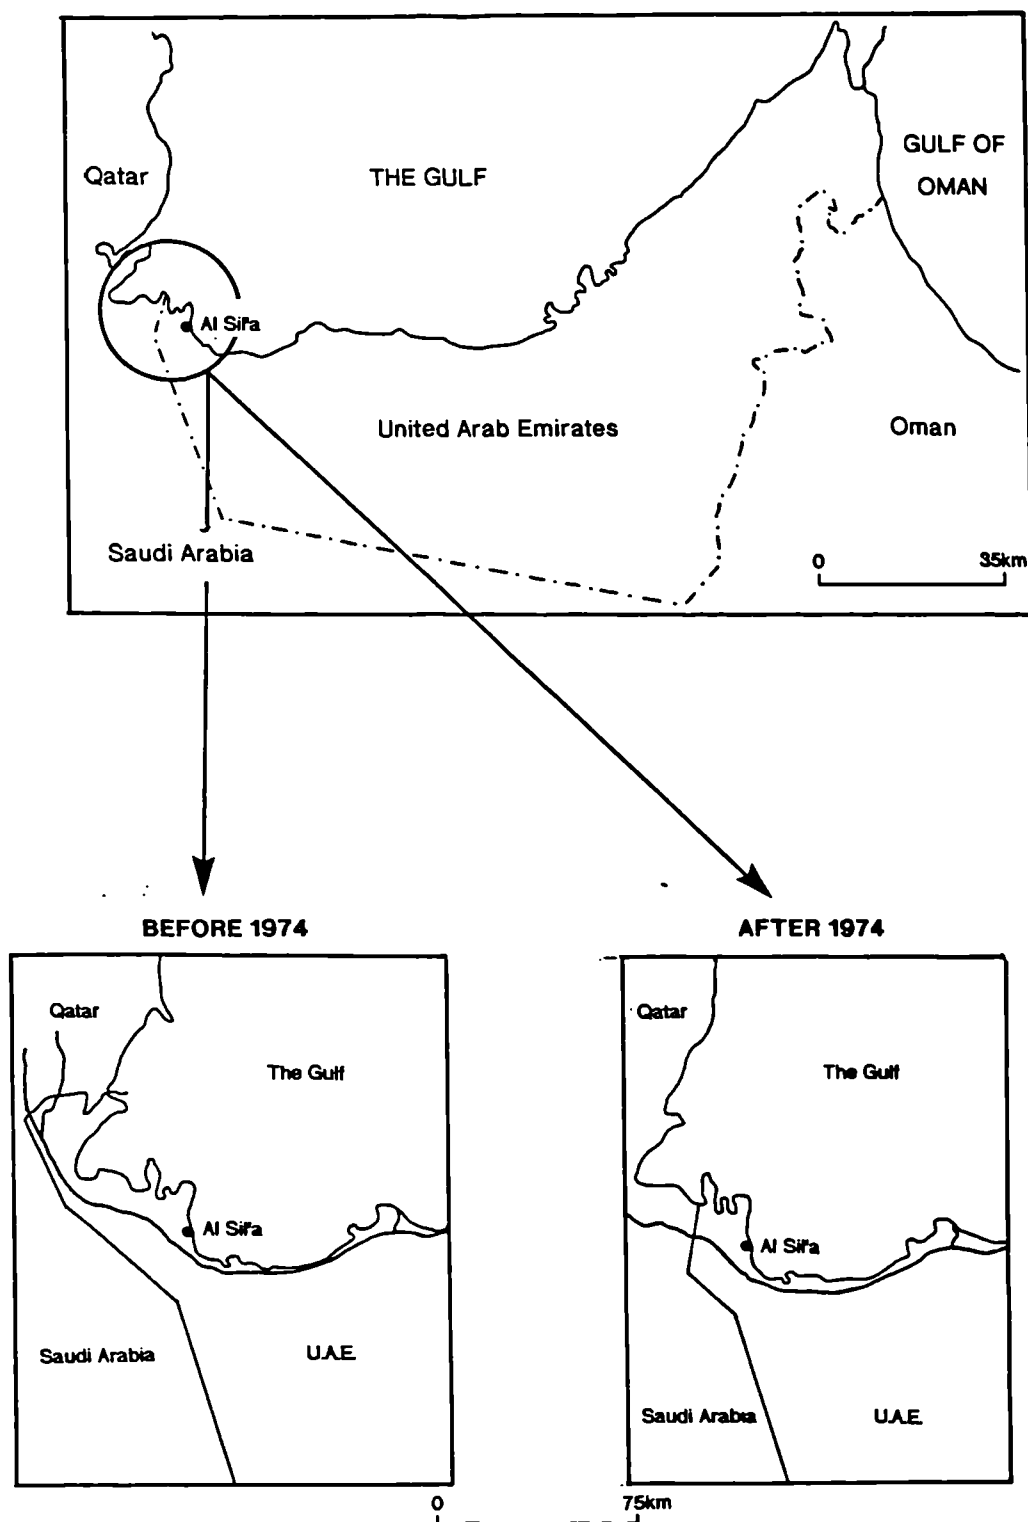 Qatar
THE GULF
GULF OF
OMAN
Al Sil'a
United Arab Emirates
Oman
Saudi Arabia
0 35km
BEFORE 1974
AFTER 1974
Qatar
The Gulf
Al Sil'a
Saudi Arabia
U.A.E.
Qatar
The Gulf
Al Sil'a
Saudi Arabia
U.A.E.
0 75km